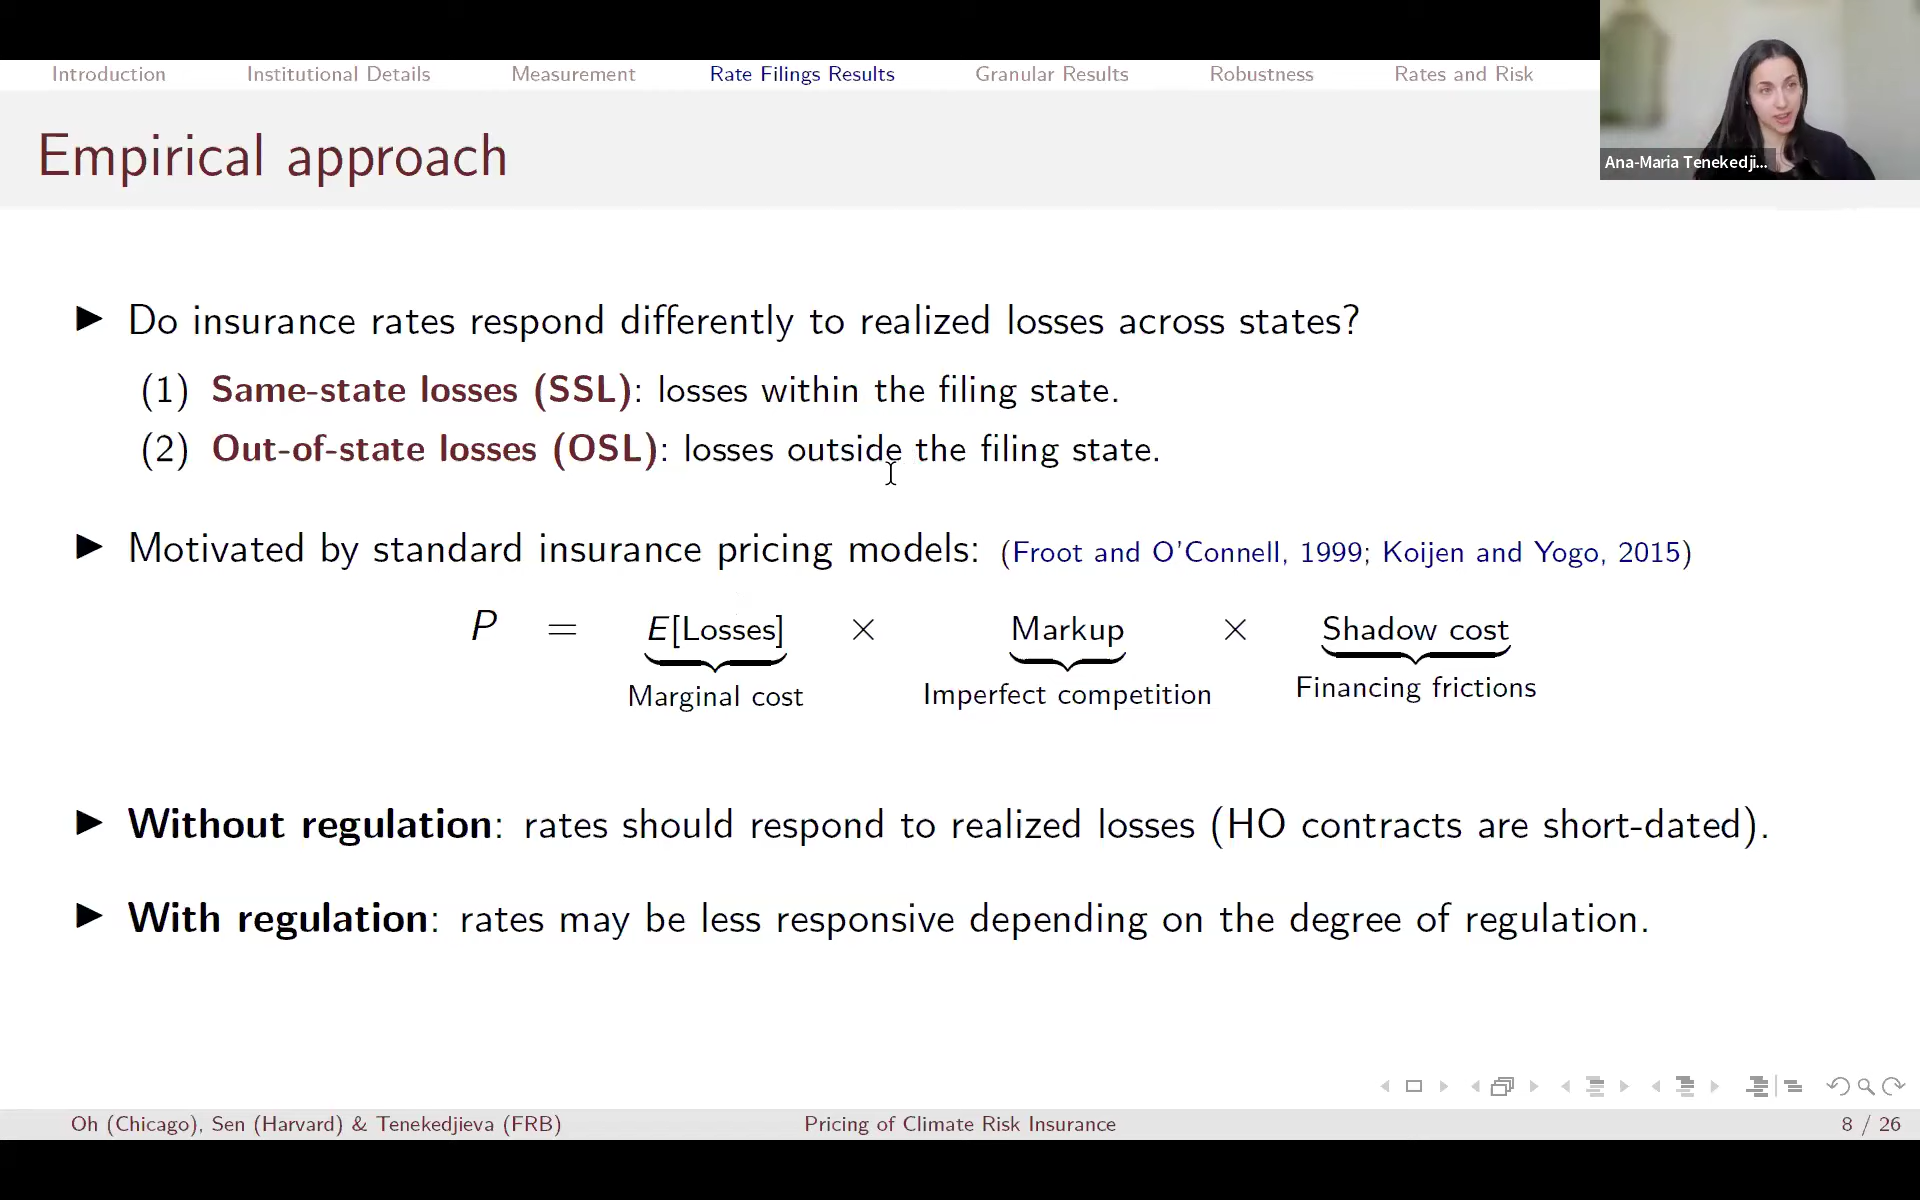 Introduction Institutional Details Measurement Rate Filings Results Granular Results Robustness Rates and Risk
Empirical approach
Ana-Maria Tenekedji...
▶ Do insurance rates respond differently to realized losses across states?
(1) Same-state losses (SSL): losses within the filing state.
(2) Out-of-state losses (OSL): losses outside the filing state.
▶ Motivated by standard insurance pricing models: (Froot and O'Connell, 1999; Koijen and Yogo, 2015)
P = E[Losses] × Markup × Shadow cost
Marginal cost Imperfect competition Financing frictions
▶ Without regulation: rates should respond to realized losses (HO contracts are short-dated).
▶ With regulation: rates may be less responsive depending on the degree of regulation.
Oh (Chicago), Sen (Harvard) & Tenekedjieva (FRB) Pricing of Climate Risk Insurance 8 / 26